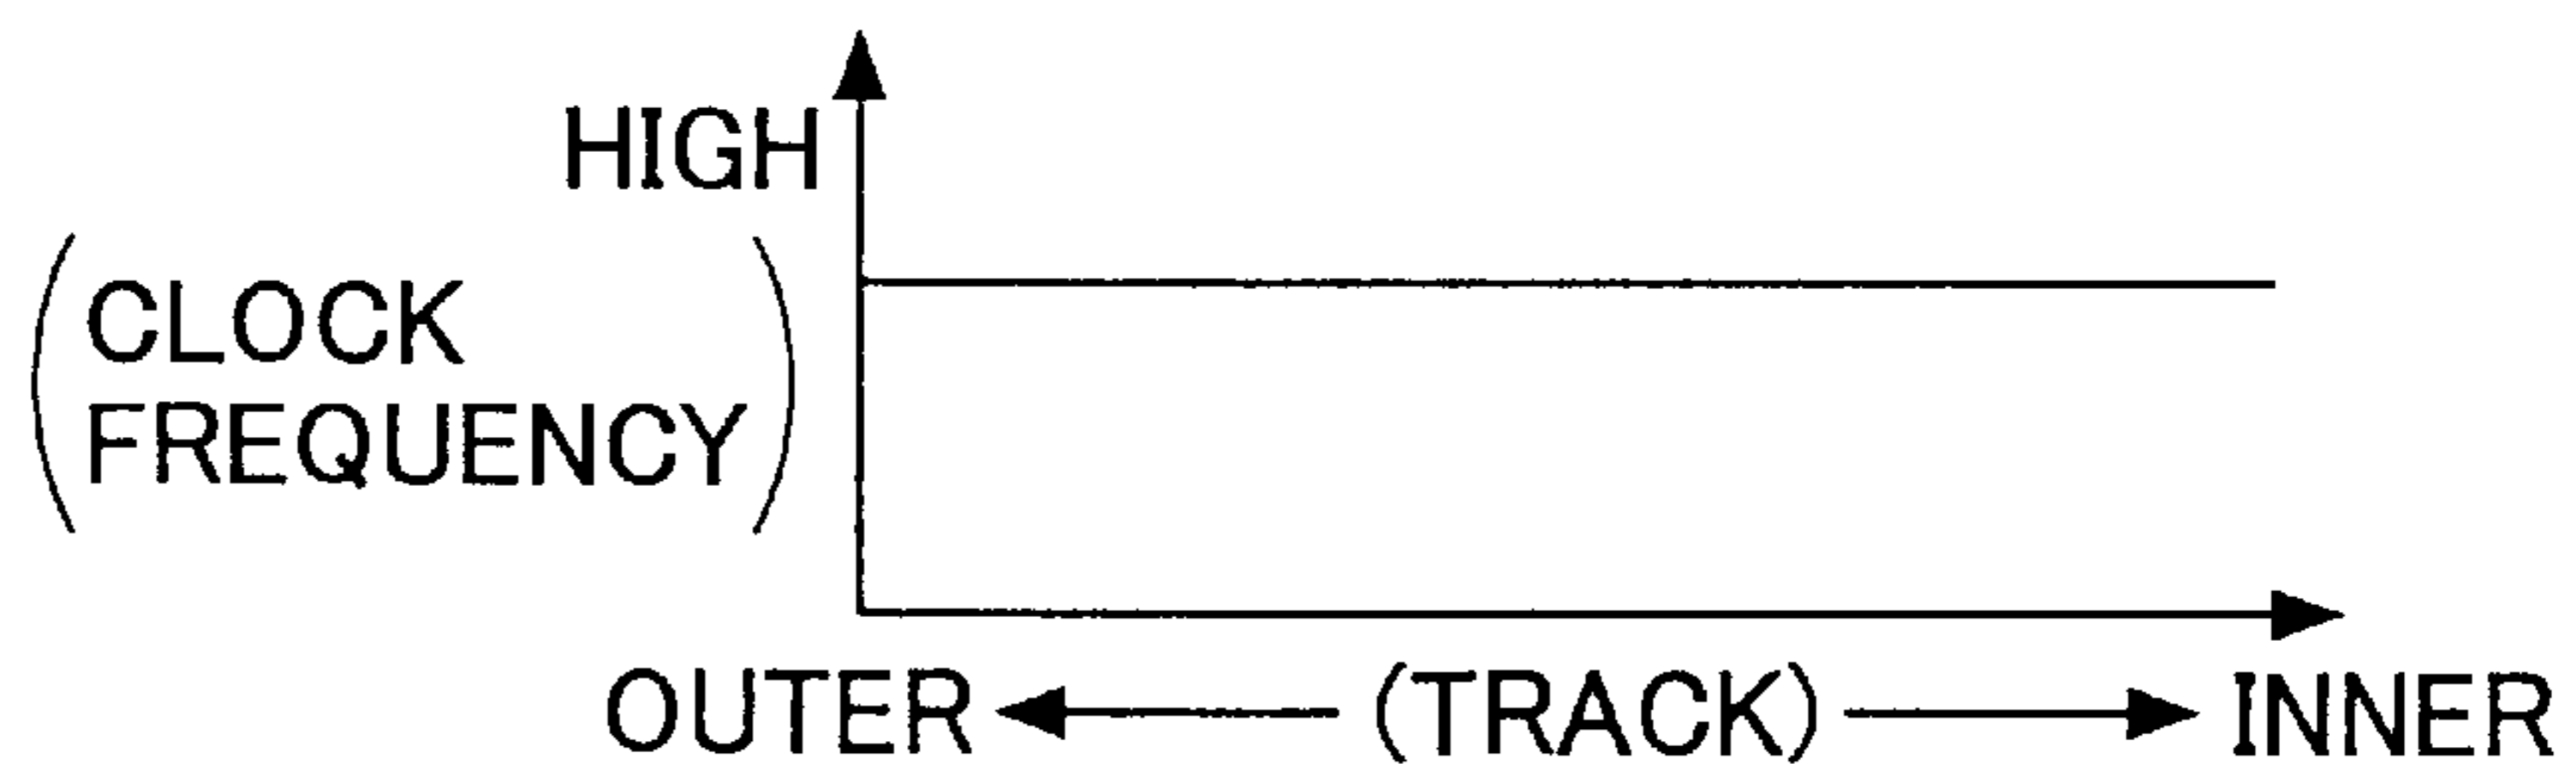 HIGH
(CLOCK
FREQUENCY)
OUTER (TRACK) INNER